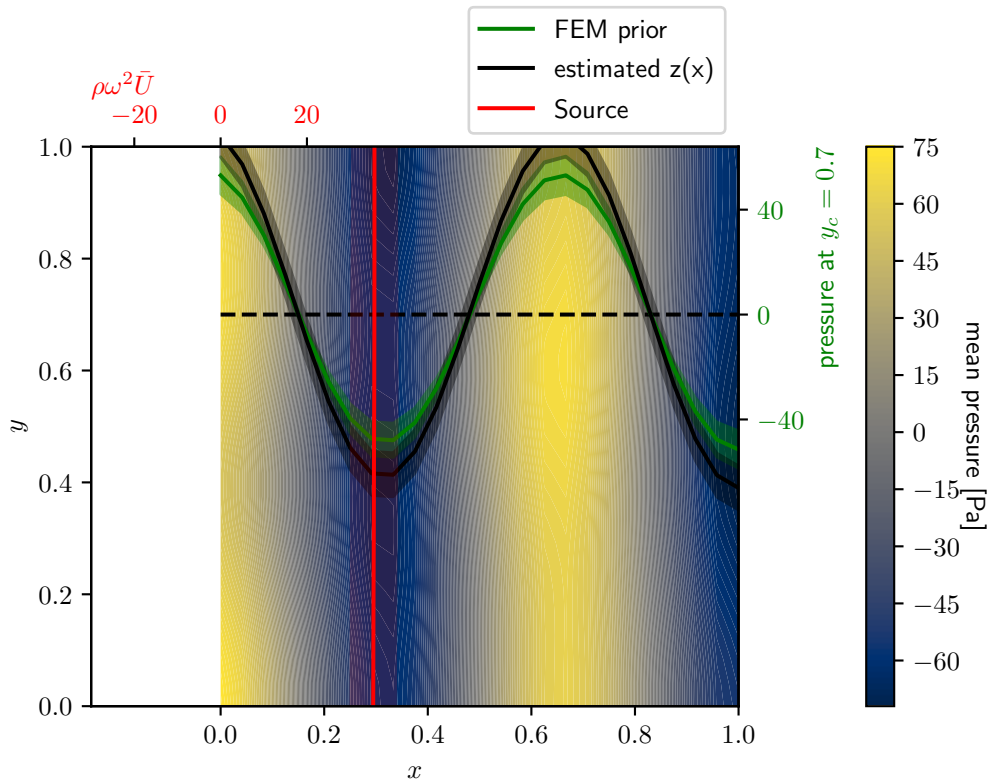 FEM prior
estimated z(x)
Source
ρω²Ū
−20 0 20
1.0
0.8
0.6
0.4
0.2
0.0
y
0.0 0.2 0.4 0.6 0.8 1.0
x
40
0
−40
pressure at y_c = 0.7
75
60
45
30
15
0
−15
−30
−45
−60
mean pressure [Pa]